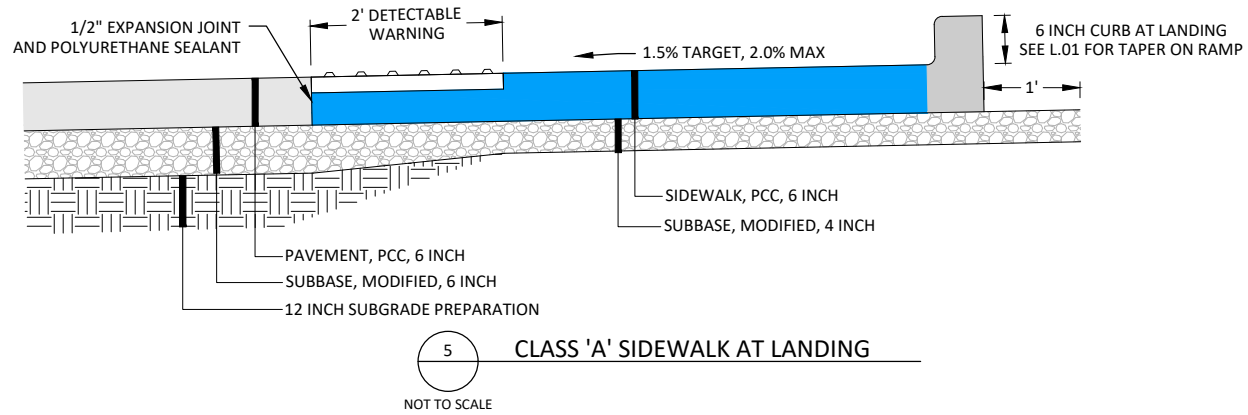 1/2" EXPANSION JOINT
AND POLYURETHANE SEALANT
2' DETECTABLE
WARNING
1.5% TARGET, 2.0% MAX
6 INCH CURB AT LANDING
SEE L.01 FOR TAPER ON RAMP
1'
SIDEWALK, PCC, 6 INCH
SUBBASE, MODIFIED, 4 INCH
PAVEMENT, PCC, 6 INCH
SUBBASE, MODIFIED, 6 INCH
12 INCH SUBGRADE PREPARATION
5
CLASS 'A' SIDEWALK AT LANDING
NOT TO SCALE